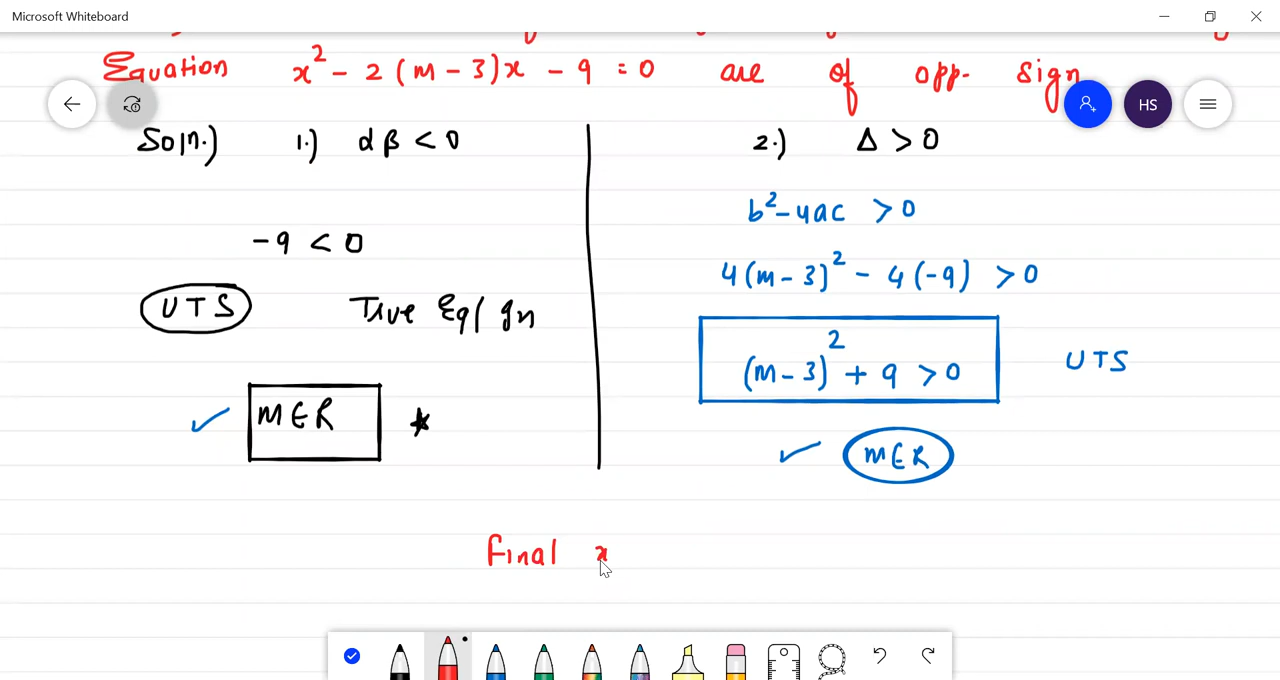 Microsoft Whiteboard
Equation x² - 2(m-3)x - 9 = 0 are of opp. sign
HS
Soln.) 1.) αβ < 0
-9 < 0
UTS True Eq/gn
MER
2.) Δ > 0
b²-4ac > 0
4(m-3)² - 4(-9) > 0
(m-3)² + 9 > 0 UTS
MER
Final x